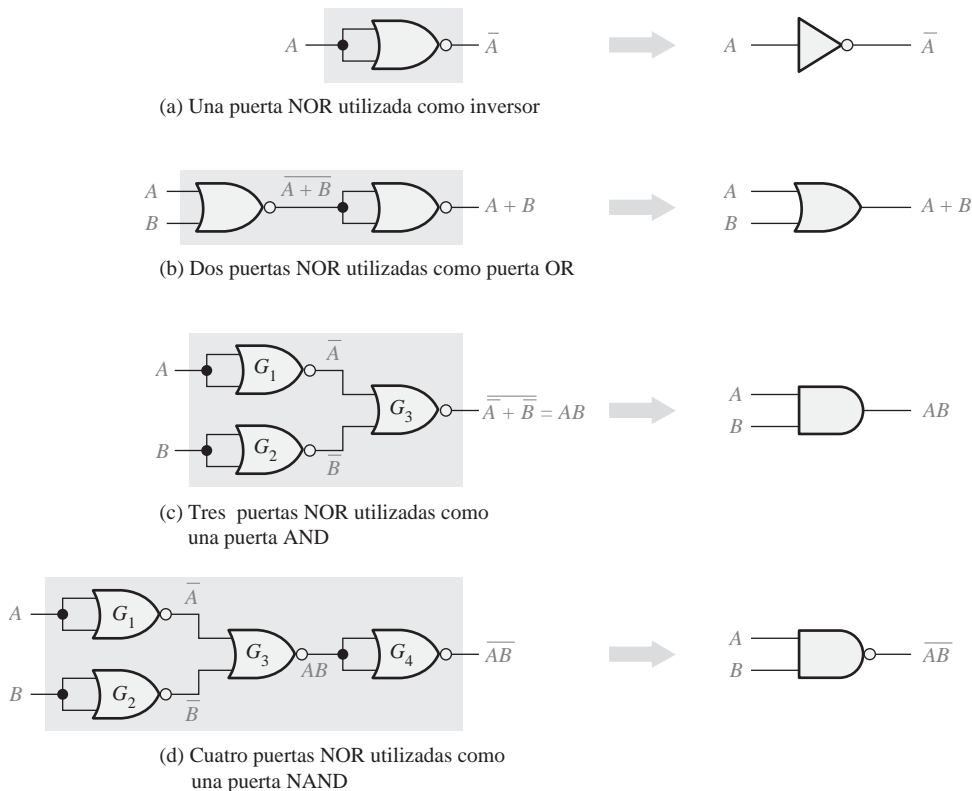 A A̅ A A̅
(a) Una puerta NOR utilizada como inversor
A B A̅ ̅+̅ ̅B̅ A + B A B A + B
(b) Dos puertas NOR utilizadas como puerta OR
A G₁ A̅
B G₂ B̅
G₃ A̿ ̅+̅ ̅B̿ = AB
A B AB
(c) Tres puertas NOR utilizadas como
una puerta AND
A G₁ A̅
B G₂ B̅
G₃ AB G₄ A̅B̅
A B A̅B̅
(d) Cuatro puertas NOR utilizadas como
una puerta NAND